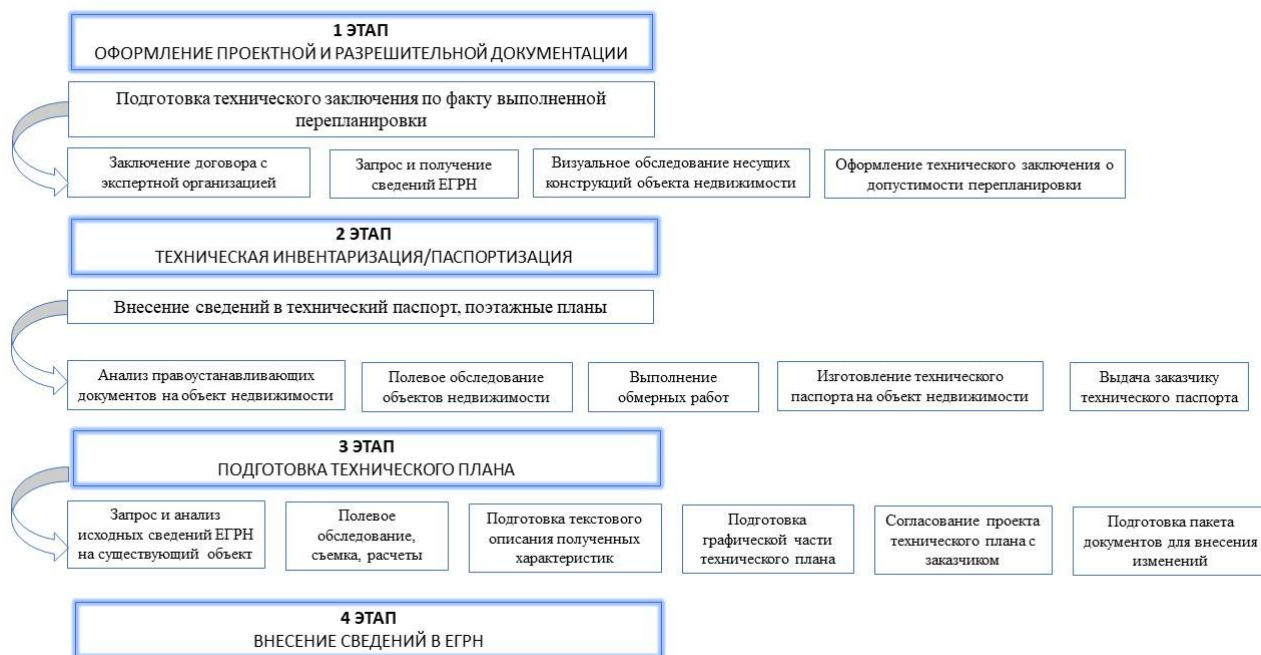 1 ЭТАП
ОФОРМЛЕНИЕ ПРОЕКТНОЙ И РАЗРЕШИТЕЛЬНОЙ ДОКУМЕНТАЦИИ
Подготовка технического заключения по факту выполненной
перепланировки
Заключение договора с
экспертной организацией
Запрос и получение
сведений ЕГРН
Визуальное обследование несущих
конструкций объекта недвижимости
Оформление технического заключения о
допустимости перепланировки
2 ЭТАП
ТЕХНИЧЕСКАЯ ИНВЕНТАРИЗАЦИЯ/ПАСПОРТИЗАЦИЯ
Внесение сведений в технический паспорт, поэтажные планы
Анализ правоустанавливающих
документов на объект недвижимости
Полевое обследование
объектов недвижимости
Выполнение
обмерных работ
Изготовление технического
паспорта на объект недвижимости
Выдача заказчику
технического паспорта
3 ЭТАП
ПОДГОТОВКА ТЕХНИЧЕСКОГО ПЛАНА
Запрос и анализ
исходных сведений ЕГРН
на существующий объект
Полевое
обследование,
съемка, расчеты
Подготовка текстового
описания полученных
характеристик
Подготовка
графической части
технического плана
Согласование проекта
технического плана с
заказчиком
Подготовка пакета
документов для внесения
изменений
4 ЭТАП
ВНЕСЕНИЕ СВЕДЕНИЙ В ЕГРН